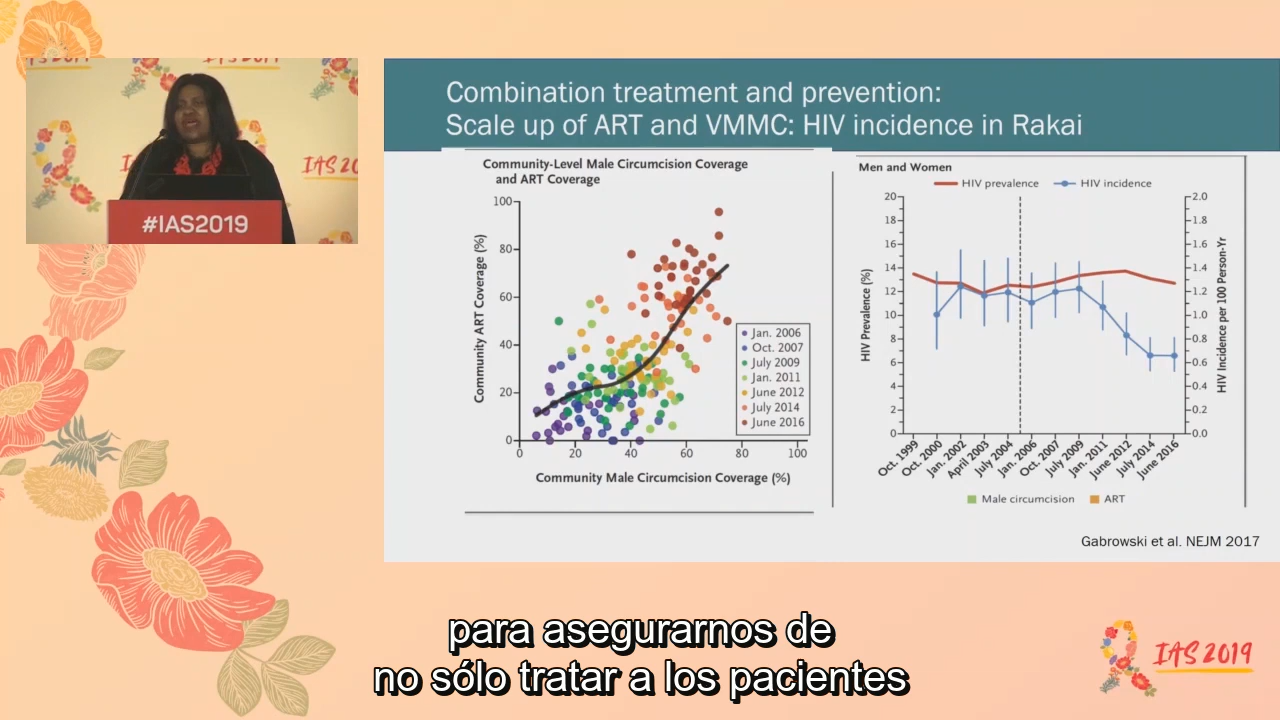 IAS 2019
IAS 2019
IAS 20
#IAS2019
Combination treatment and prevention:
Scale up of ART and VMMC: HIV incidence in Rakai
Community-Level Male Circumcision Coverage
and ART Coverage
Community ART Coverage (%)
100
80
60
40
20
0
0 20 40 60 80 100
Community Male Circumcision Coverage (%)
Jan. 2006
Oct. 2007
July 2009
Jan. 2011
June 2012
July 2014
June 2016
Men and Women
HIV prevalence HIV incidence
HIV Prevalence (%)
20
18
16
14
12
10
8
6
4
2
0
2.0
1.8
1.6
1.4
1.2
1.0
0.8
0.6
0.4
0.2
0.0
HIV Incidence per 100 Person-Yr
Oct. 1999
Oct. 2000
Jan. 2002
April 2003
July 2004
Jan. 2006
Oct. 2007
July 2009
Jan. 2011
June 2012
July 2014
June 2016
Male circumcision ART
Gabrowski et al. NEJM 2017
para asegurarnos de
no sólo tratar a los pacientes
IAS 2019